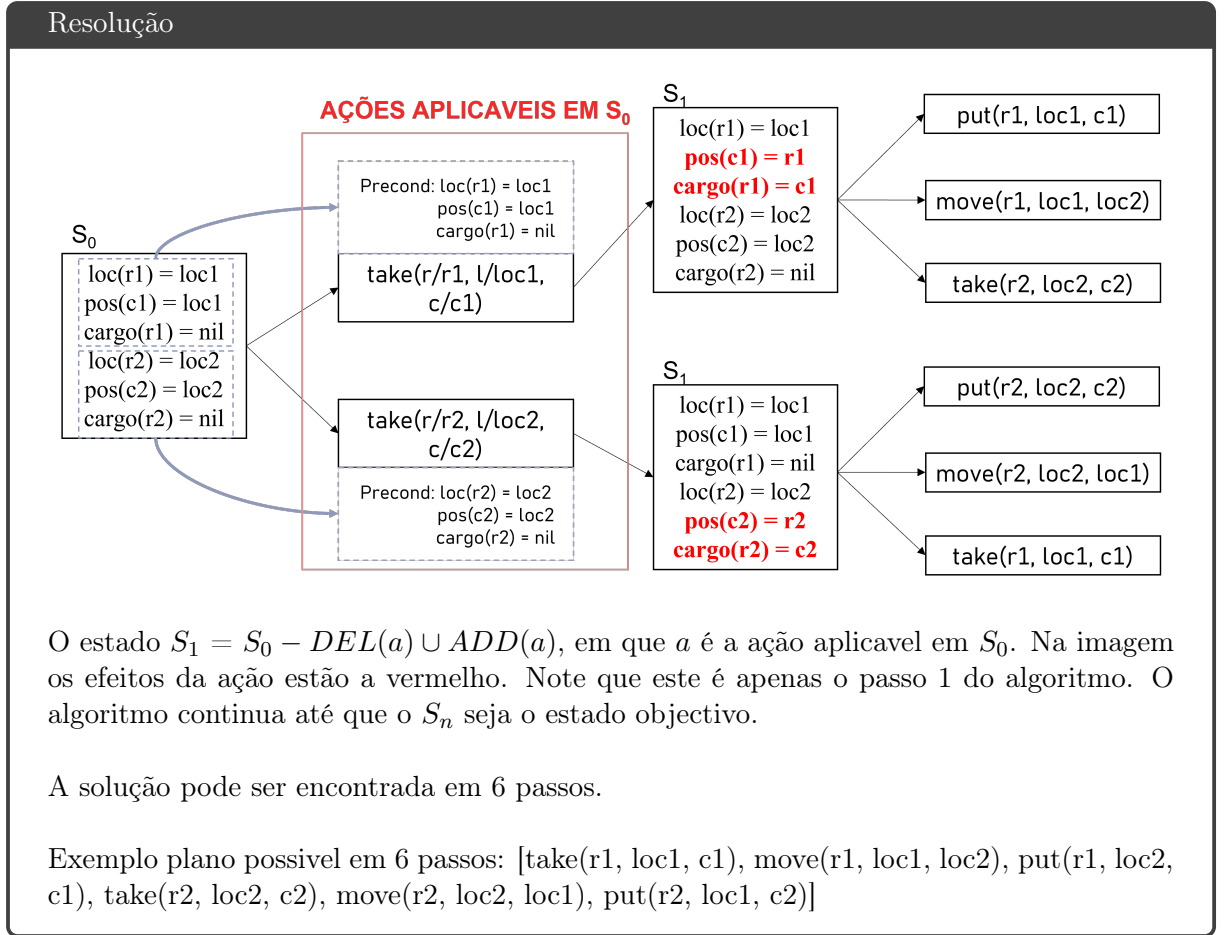 Resolução
AÇÕES APLICAVEIS EM S₀
S₀
loc(r1) = loc1
pos(c1) = loc1
cargo(r1) = nil
loc(r2) = loc2
pos(c2) = loc2
cargo(r2) = nil
Precond: loc(r1) = loc1
pos(c1) = loc1
cargo(r1) = nil
take(r/r1, l/loc1,
c/c1)
take(r/r2, l/loc2,
c/c2)
Precond: loc(r2) = loc2
pos(c2) = loc2
cargo(r2) = nil
S₁
loc(r1) = loc1
pos(c1) = r1
cargo(r1) = c1
loc(r2) = loc2
pos(c2) = loc2
cargo(r2) = nil
put(r1, loc1, c1)
move(r1, loc1, loc2)
take(r2, loc2, c2)
S₁
loc(r1) = loc1
pos(c1) = loc1
cargo(r1) = nil
loc(r2) = loc2
pos(c2) = r2
cargo(r2) = c2
put(r2, loc2, c2)
move(r2, loc2, loc1)
take(r1, loc1, c1)
O estado S₁ = S₀ − DEL(a) ∪ ADD(a), em que a é a ação aplicavel em S₀. Na imagem
os efeitos da ação estão a vermelho. Note que este é apenas o passo 1 do algoritmo. O
algoritmo continua até que o Sₙ seja o estado objectivo.
A solução pode ser encontrada em 6 passos.
Exemplo plano possivel em 6 passos: [take(r1, loc1, c1), move(r1, loc1, loc2), put(r1, loc2,
c1), take(r2, loc2, c2), move(r2, loc2, loc1), put(r2, loc1, c2)]